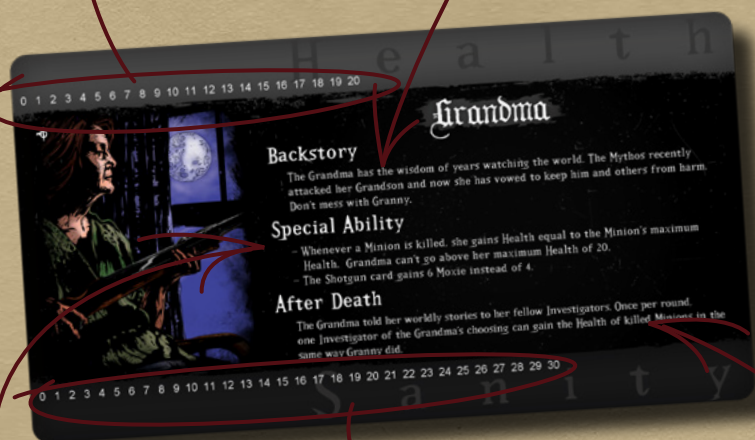 Health
0 1 2 3 4 5 6 7 8 9 10 11 12 13 14 15 16 17 18 19 20
Grandma
Backstory
The Grandma has the wisdom of years watching the world. The Mythos recently
attacked her Grandson and now she has vowed to keep him and others from harm.
Don't mess with Granny.
Special Ability
- Whenever a Minion is killed, she gains Health equal to the Minion's maximum
Health. Grandma can't go above her maximum Health of 20.
- The Shotgun card gains 6 Moxie instead of 4.
After Death
The Grandma told her worldly stories to her fellow Investigators. Once per round,
one Investigator of the Grandma's choosing can gain the Health of killed Minions in the
same way Granny did.
0 1 2 3 4 5 6 7 8 9 10 11 12 13 14 15 16 17 18 19 20 21 22 23 24 25 26 27 28 29 30
Sanity